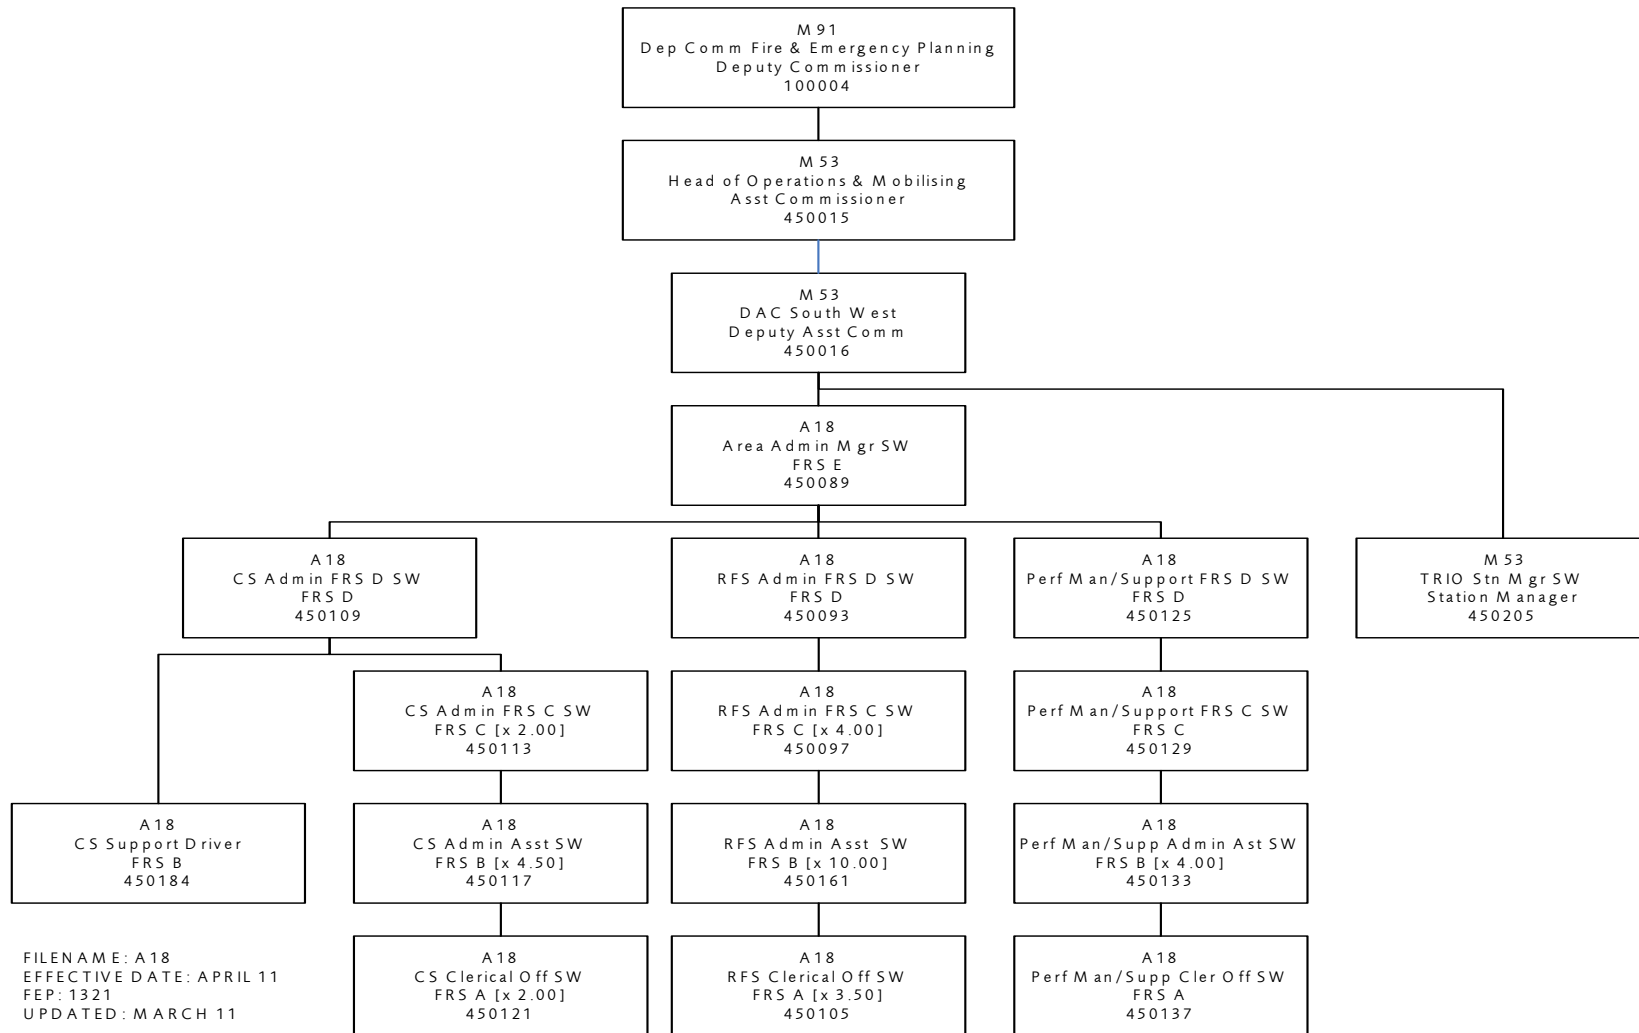 M91
Dep Comm Fire & Emergency Planning
Deputy Commissioner
100004
M53
Head of Operations & Mobilising
Asst Commissioner
450015
M53
DAC South West
Deputy Asst Comm
450016
A18
Area Admin Mgr SW
FRS E
450089
A18
CS Admin FRS D SW
FRS D
450109
A18
RFS Admin FRS D SW
FRS D
450093
A18
Perf Man/Support FRS D SW
FRS D
450125
M53
TRIO Stn Mgr SW
Station Manager
450205
A18
CS Admin FRS C SW
FRS C [x 2.00]
450113
A18
RFS Admin FRS C SW
FRS C [x 4.00]
450097
A18
Perf Man/Support FRS C SW
FRS C
450129
A18
CS Support Driver
FRS B
450184
A18
CS Admin Asst SW
FRS B [x 4.50]
450117
A18
RFS Admin Asst SW
FRS B [x 10.00]
450161
A18
Perf Man/Supp Admin Ast SW
FRS B [x 4.00]
450133
A18
CS Clerical Off SW
FRS A [x 2.00]
450121
A18
RFS Clerical Off SW
FRS A [x 3.50]
450105
A18
Perf Man/Supp Cler Off SW
FRS A
450137
FILENAME: A18
EFFECTIVE DATE: APRIL 11
FEP: 1321
UPDATED: MARCH 11